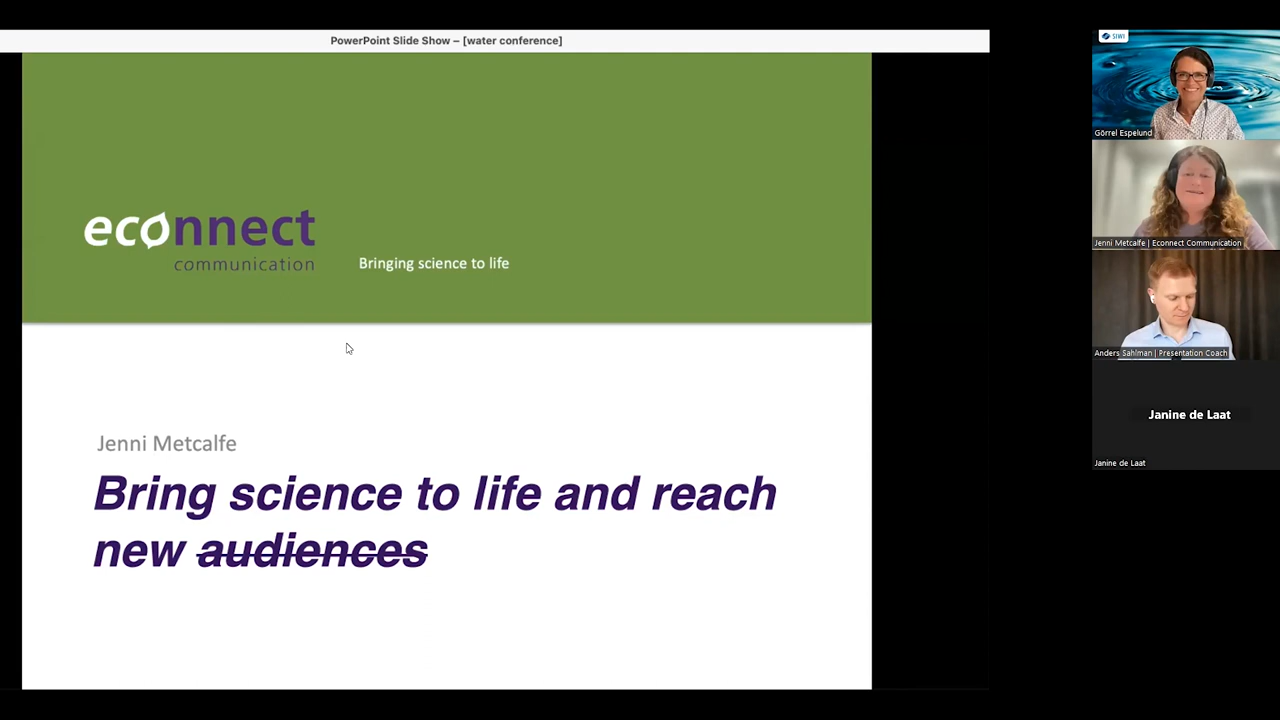 PowerPoint Slide Show – [water conference]
econnect
communication
Bringing science to life
Jenni Metcalfe
Bring science to life and reach
new audiences
SIWI
Görrel Espelund
Jenni Metcalfe | Econnect Communication
Anders Sahlman | Presentation Coach
Janine de Laat
Janine de Laat